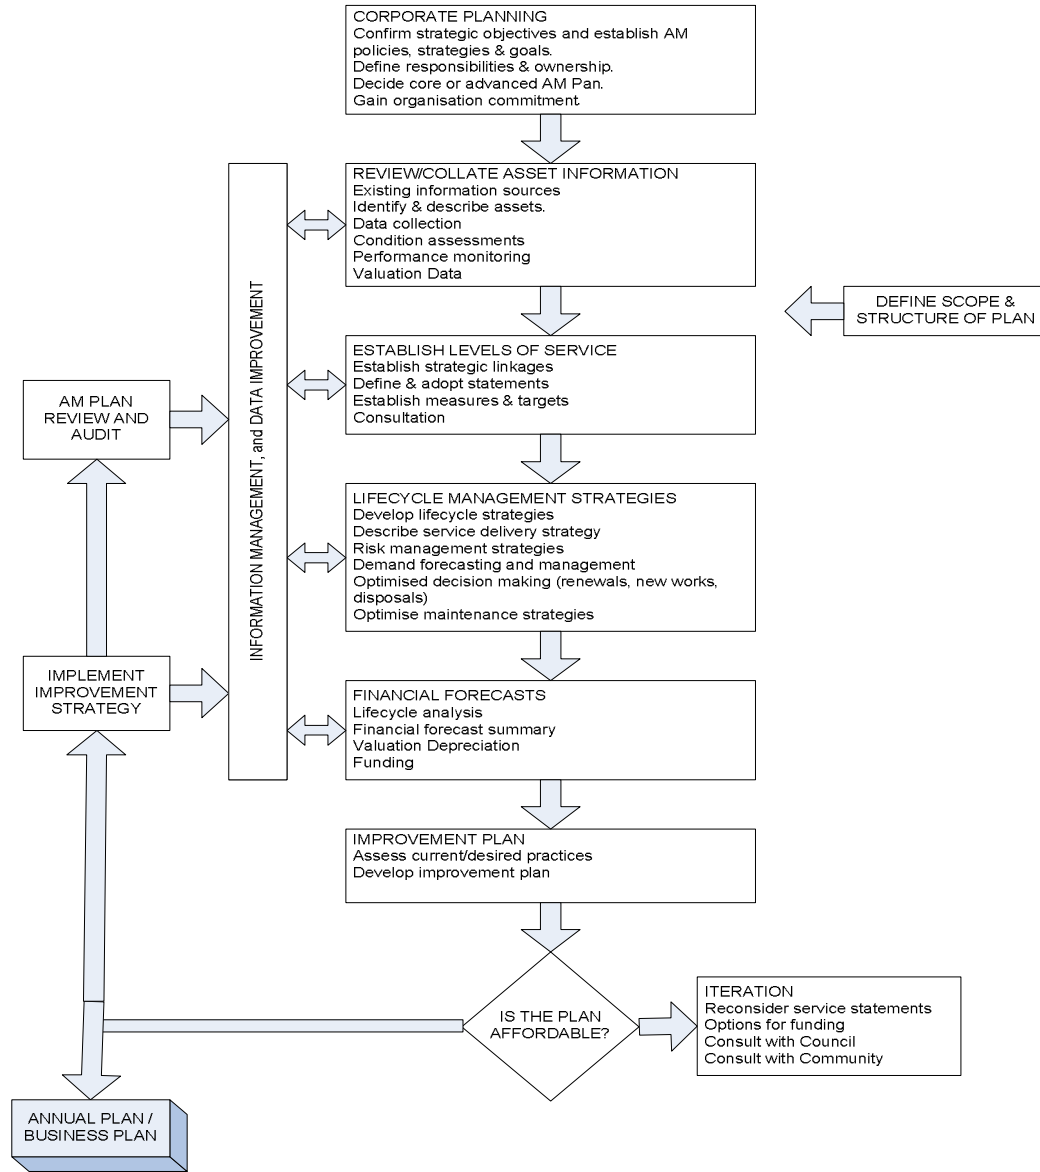 CORPORATE PLANNING
Confirm strategic objectives and establish AM
policies, strategies & goals.
Define responsibilities & ownership.
Decide core or advanced AM Pan.
Gain organisation commitment.
REVIEW/COLLATE ASSET INFORMATION
Existing information sources
Identify & describe assets.
Data collection
Condition assessments
Performance monitoring
Valuation Data
DEFINE SCOPE &
STRUCTURE OF PLAN
INFORMATION MANAGEMENT, and DATA IMPROVEMENT
ESTABLISH LEVELS OF SERVICE
Establish strategic linkages
Define & adopt statements
Establish measures & targets
Consultation
AM PLAN
REVIEW AND
AUDIT
LIFECYCLE MANAGEMENT STRATEGIES
Develop lifecycle strategies
Describe service delivery strategy
Risk management strategies
Demand forecasting and management
Optimised decision making (renewals, new works,
disposals)
Optimise maintenance strategies
IMPLEMENT
IMPROVEMENT
STRATEGY
FINANCIAL FORECASTS
Lifecycle analysis
Financial forecast summary
Valuation Depreciation
Funding
IMPROVEMENT PLAN
Assess current/desired practices
Develop improvement plan
IS THE PLAN
AFFORDABLE?
ITERATION
Reconsider service statements
Options for funding
Consult with Council
Consult with Community
ANNUAL PLAN /
BUSINESS PLAN